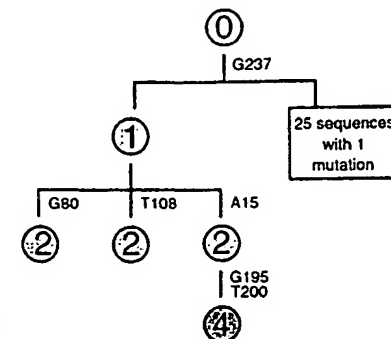 0
G237
1
25 sequences
with 1
mutation
G80
T108
A15
2
2
2
G195
T200
4